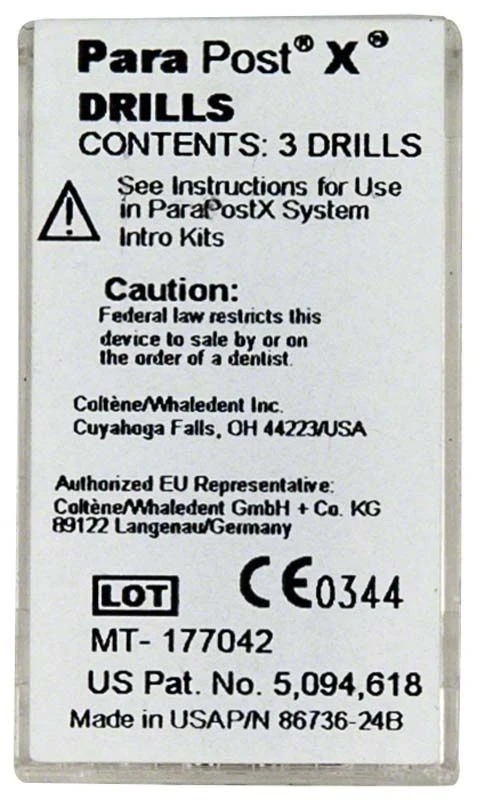 Para Post® X®
DRILLS
CONTENTS: 3 DRILLS
See Instructions for Use
in ParaPostX System
Intro Kits
Caution:
Federal law restricts this
device to sale by or on
the order of a dentist.
Coltène/Whaledent Inc.
Cuyahoga Falls, OH 44223/USA
Authorized EU Representative:
Coltène/Whaledent GmbH + Co. KG
89122 Langenau/Germany
LOT CE0344
MT- 177042
US Pat. No. 5,094,618
Made in USAP/N 86736-24B